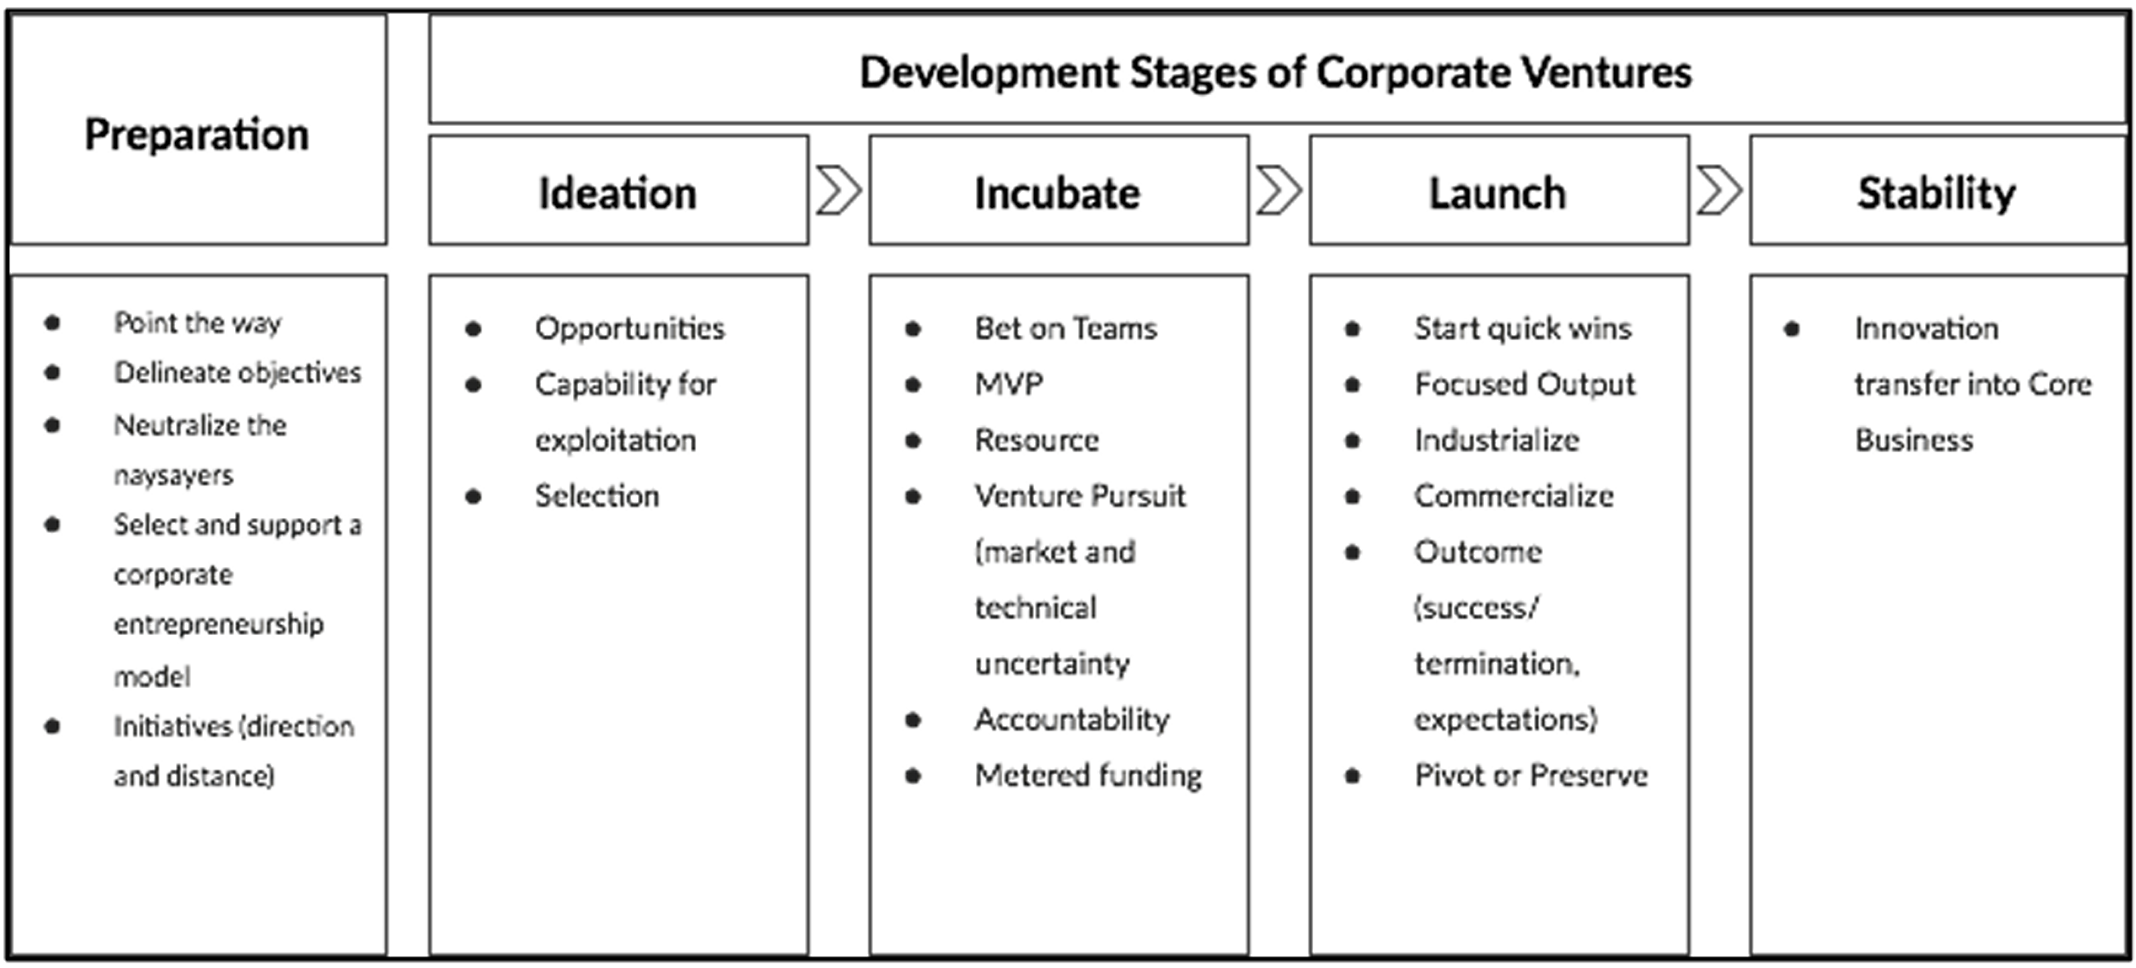 Preparation
Development Stages of Corporate Ventures
Ideation
Incubate
Launch
Stability
● Point the way
● Delineate objectives
● Neutralize the
naysayers
● Select and support a
corporate
entrepreneurship
model
● Initiatives (direction
and distance)
● Opportunities
● Capability for
exploitation
● Selection
● Bet on Teams
● MVP
● Resource
● Venture Pursuit
(market and
technical
uncertainty
● Accountability
● Metered funding
● Start quick wins
● Focused Output
● Industrialize
● Commercialize
● Outcome
(success/
termination,
expectations)
● Pivot or Preserve
● Innovation
transfer into Core
Business